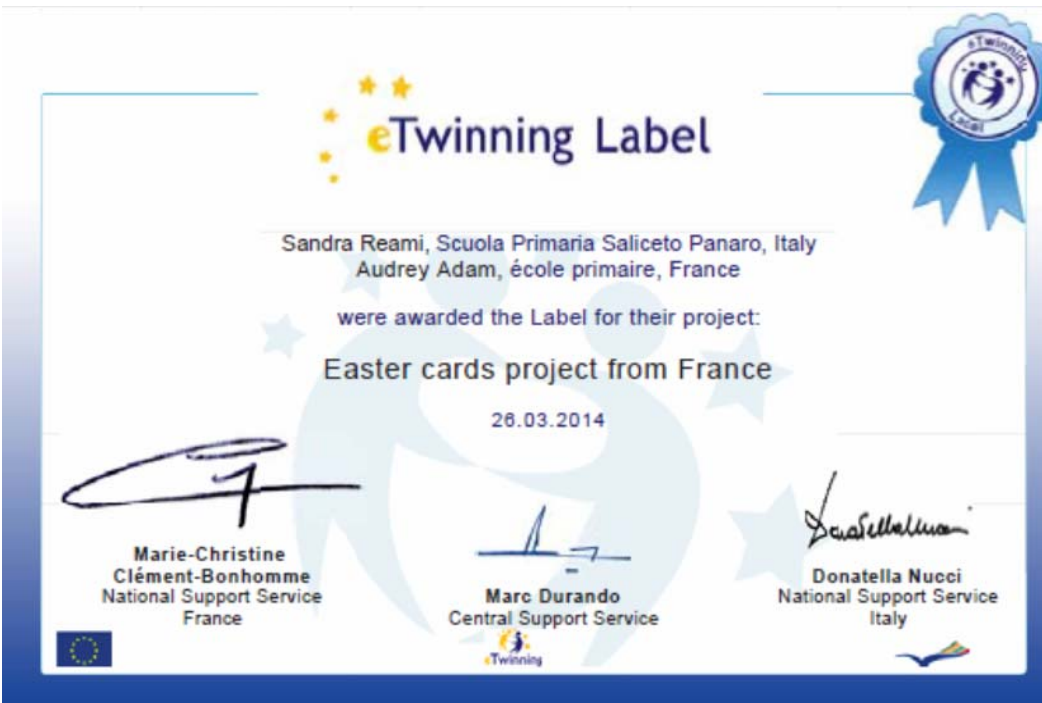 eTwinning
Label
eTwinning Label
Sandra Reami, Scuola Primaria Saliceto Panaro, Italy
Audrey Adam, école primaire, France
were awarded the Label for their project:
Easter cards project from France
26.03.2014
Marie-Christine
Clément-Bonhomme
National Support Service
France
Marc Durando
Central Support Service
eTwinning
Donatella Nucci
National Support Service
Italy